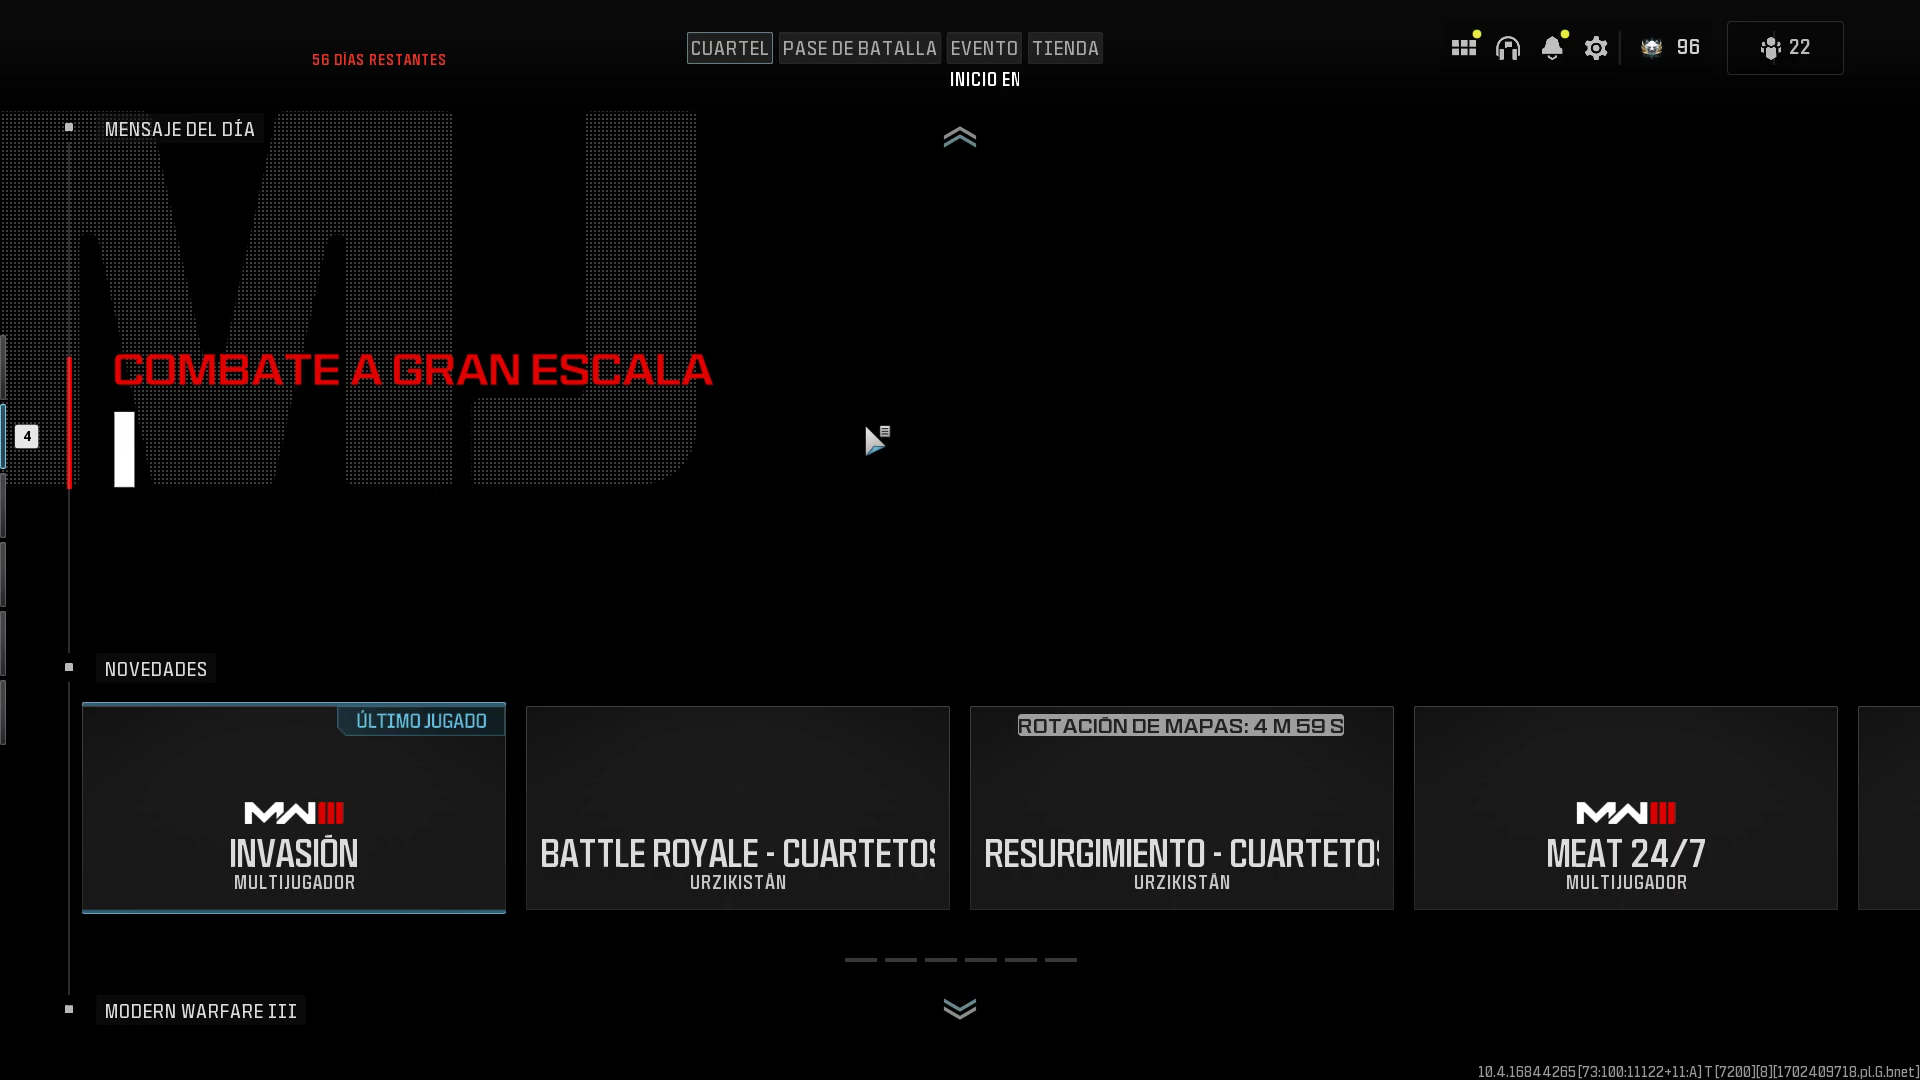 56 DÍAS RESTANTES
CUARTEL
PASE DE BATALLA
EVENTO
TIENDA
INICIO EN
96
22
MENSAJE DEL DÍA
COMBATE A GRAN ESCALA
4
NOVEDADES
ÚLTIMO JUGADO
MWIII
INVASIÓN
MULTIJUGADOR
BATTLE ROYALE - CUARTETOS
URZIKISTÁN
ROTACIÓN DE MAPAS: 4 M 59 S
RESURGIMIENTO - CUARTETOS
URZIKISTÁN
MWIII
MEAT 24/7
MULTIJUGADOR
MODERN WARFARE III
10.4.16844265[73:100:11122+11:A] T [7200][8][1702409718.pl.G.bnet]